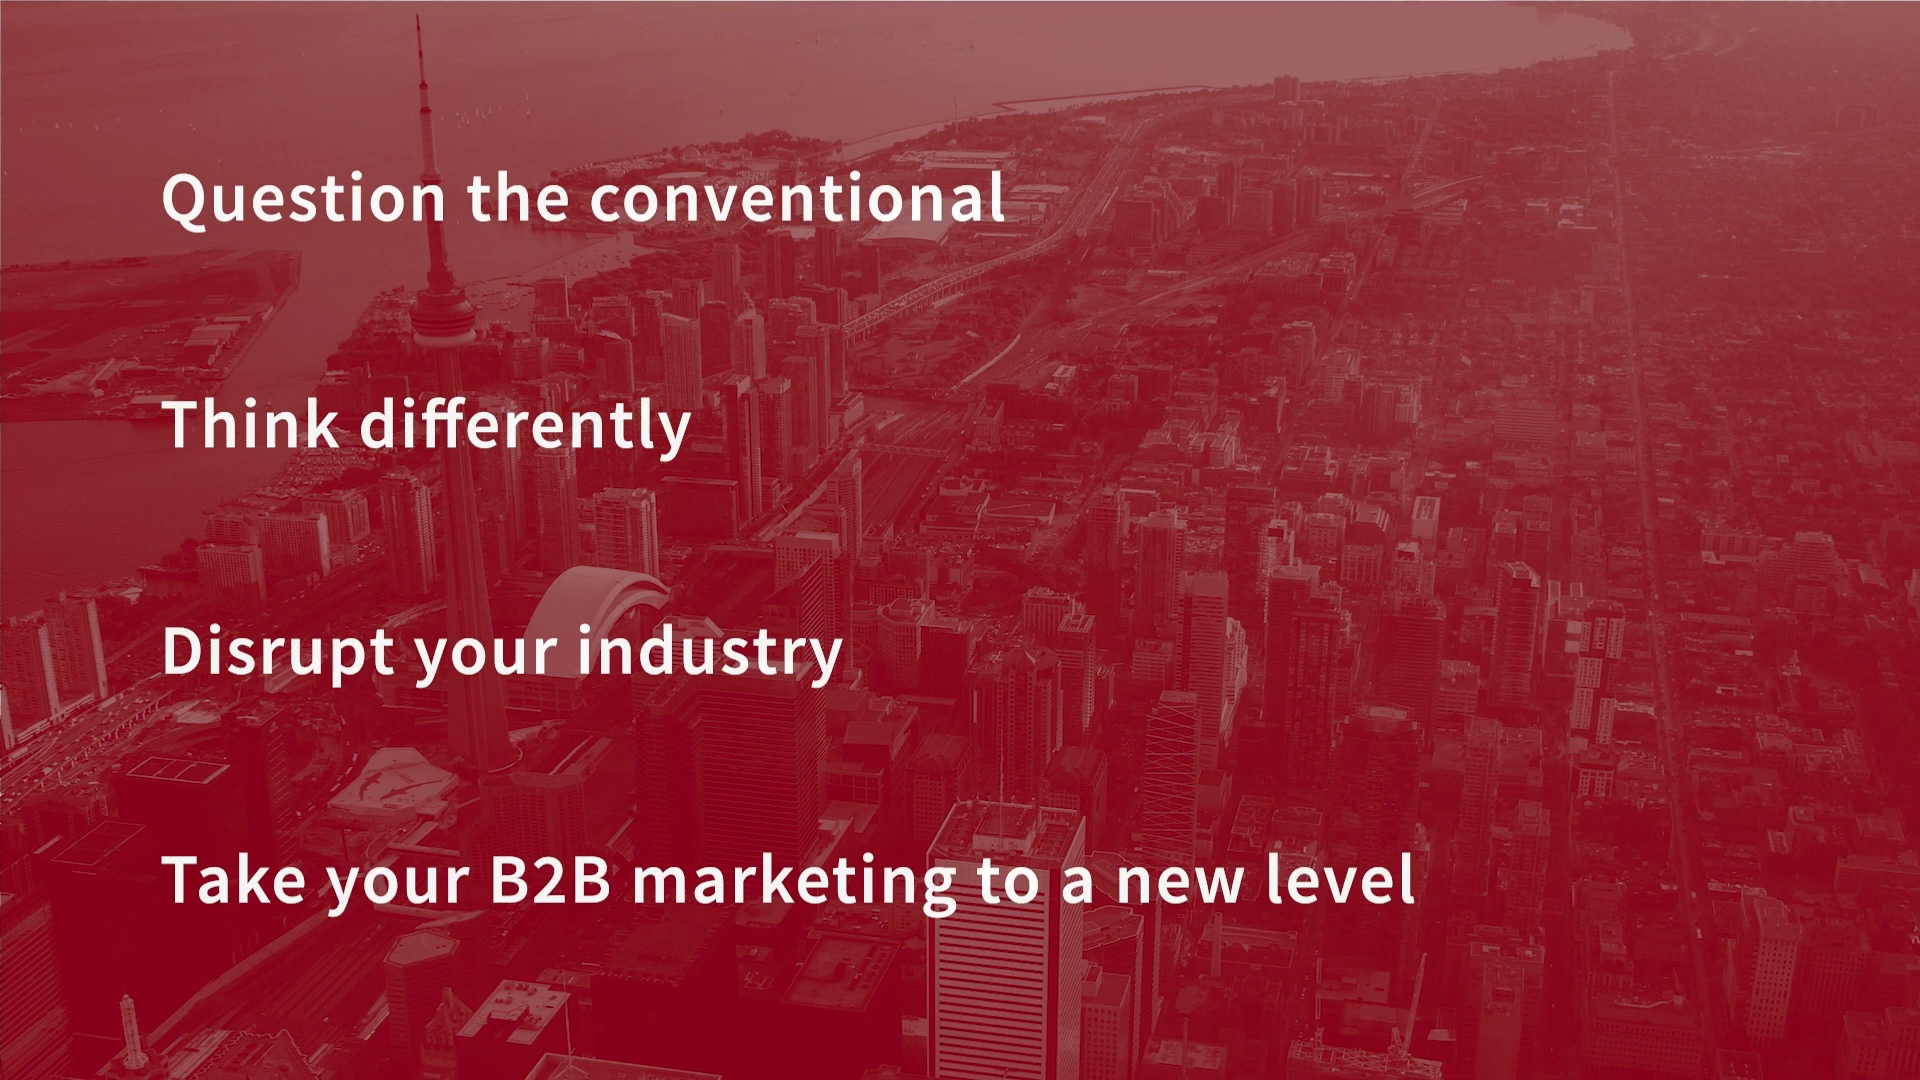 Question the conventional
Think differently
Disrupt your industry
Take your B2B marketing to a new level